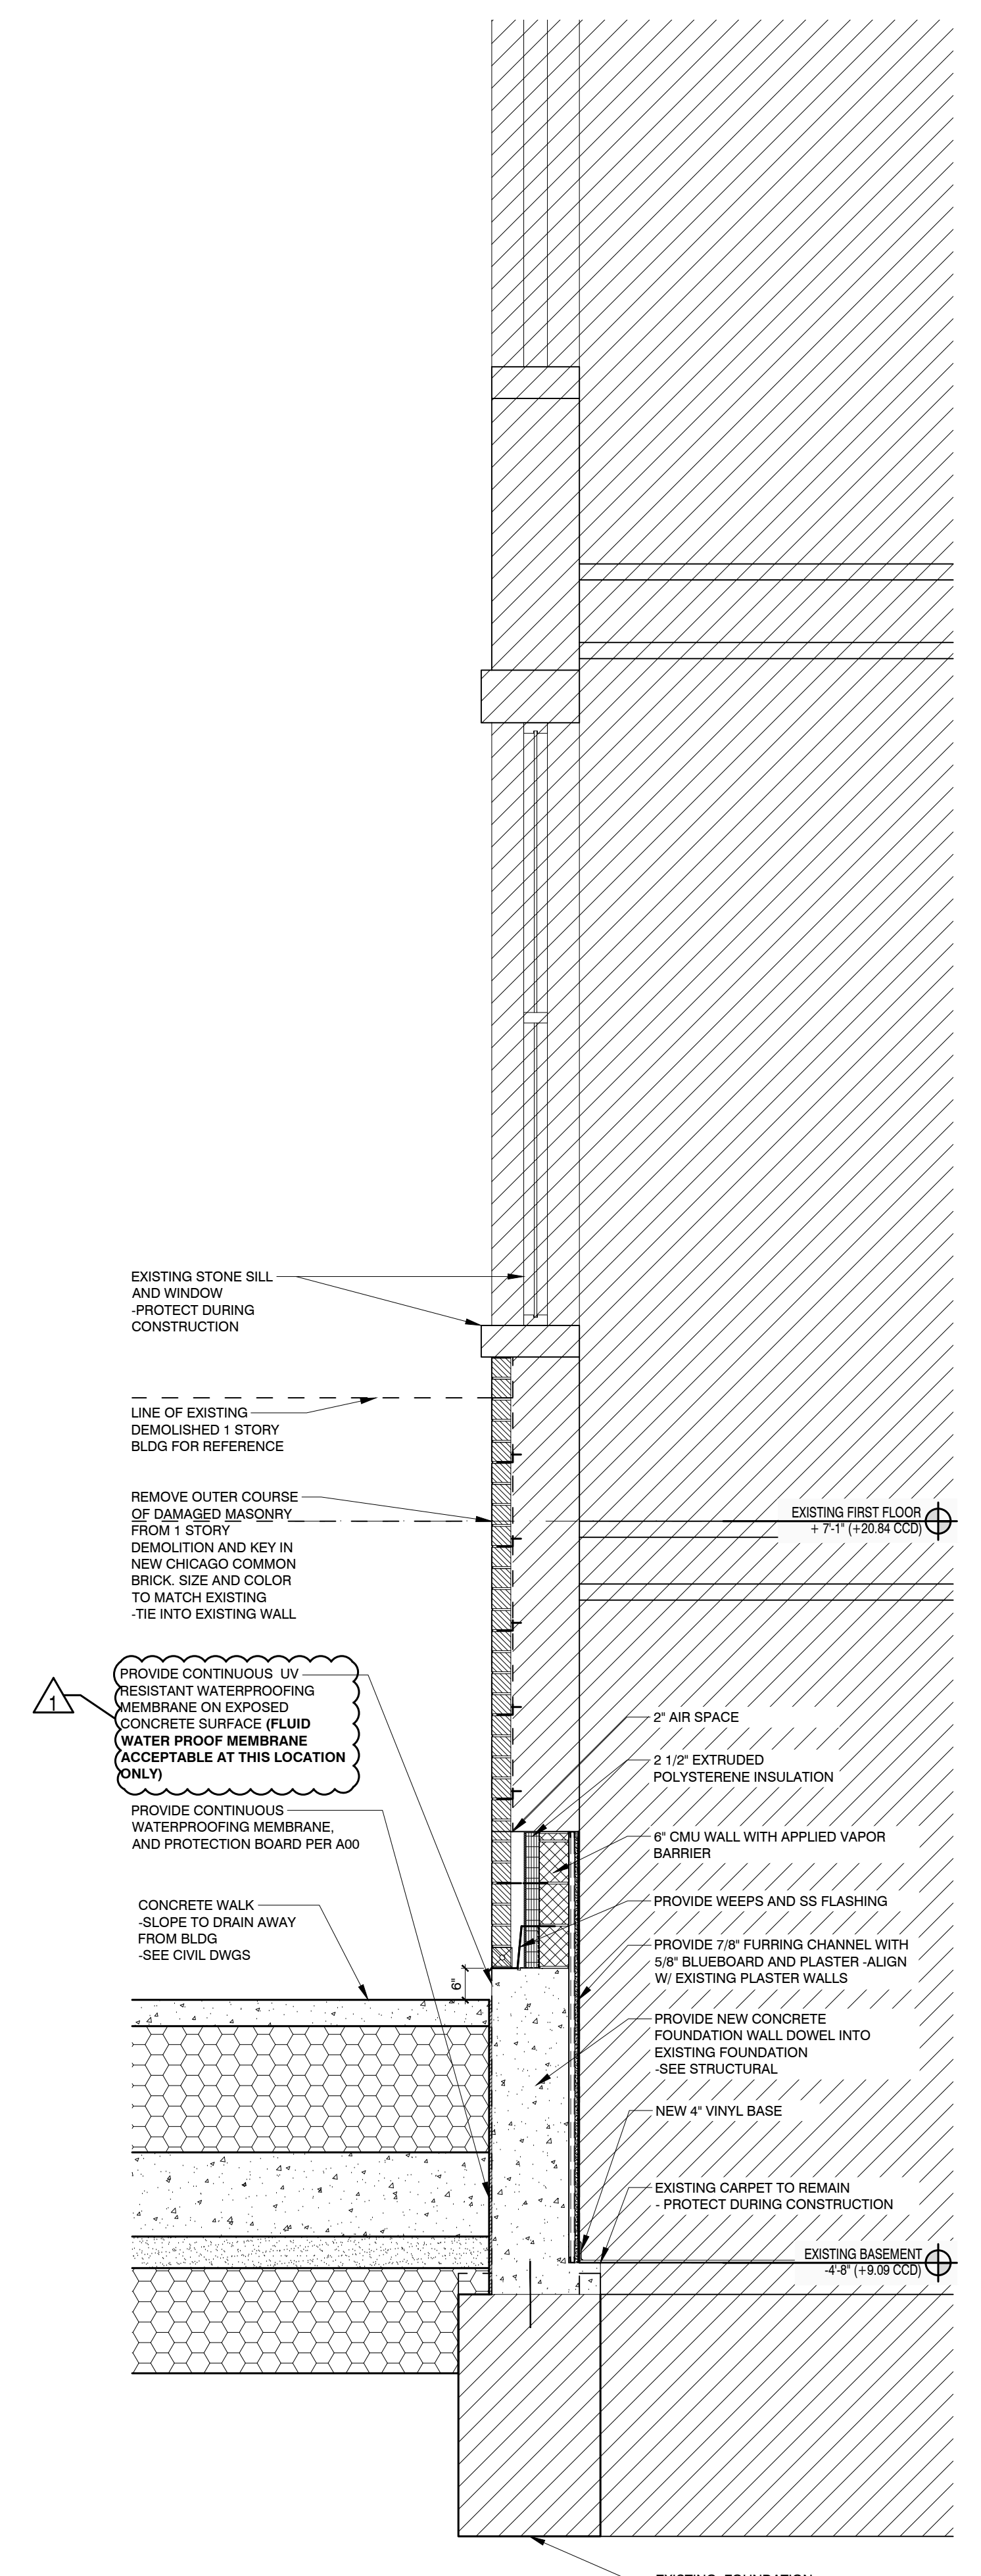 EXISTING STONE SILL
AND WINDOW
-PROTECT DURING
CONSTRUCTION
LINE OF EXISTING
DEMOLISHED 1 STORY
BLDG FOR REFERENCE
REMOVE OUTER COURSE
OF DAMAGED MASONRY
FROM 1 STORY
DEMOLITION AND KEY IN
NEW CHICAGO COMMON
BRICK. SIZE AND COLOR
TO MATCH EXISTING
-TIE INTO EXISTING WALL
EXISTING FIRST FLOOR
+ 7'-1" (+20.84 CCD)
1
PROVIDE CONTINUOUS UV
RESISTANT WATERPROOFING
MEMBRANE ON EXPOSED
CONCRETE SURFACE (FLUID
WATER PROOF MEMBRANE
ACCEPTABLE AT THIS LOCATION
ONLY)
PROVIDE CONTINUOUS
WATERPROOFING MEMBRANE,
AND PROTECTION BOARD PER A00
CONCRETE WALK
-SLOPE TO DRAIN AWAY
FROM BLDG
-SEE CIVIL DWGS
6"
2" AIR SPACE
2 1/2" EXTRUDED
POLYSTERENE INSULATION
6" CMU WALL WITH APPLIED VAPOR
BARRIER
PROVIDE WEEPS AND SS FLASHING
PROVIDE 7/8" FURRING CHANNEL WITH
5/8" BLUEBOARD AND PLASTER -ALIGN
W/ EXISTING PLASTER WALLS
PROVIDE NEW CONCRETE
FOUNDATION WALL DOWEL INTO
EXISTING FOUNDATION
-SEE STRUCTURAL
NEW 4" VINYL BASE
EXISTING CARPET TO REMAIN
- PROTECT DURING CONSTRUCTION
EXISTING BASEMENT
-4'-8" (+9.09 CCD)
EXISTING FOUNDATION